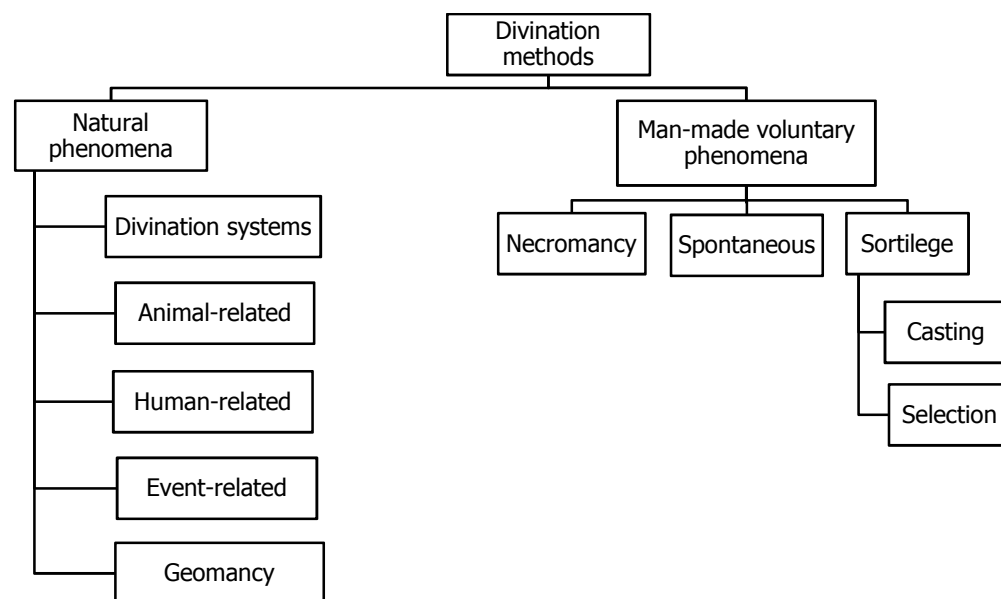 Divination
methods
Natural
phenomena
Man-made voluntary
phenomena
Divination systems
Animal-related
Human-related
Event-related
Geomancy
Necromancy
Spontaneous
Sortilege
Casting
Selection